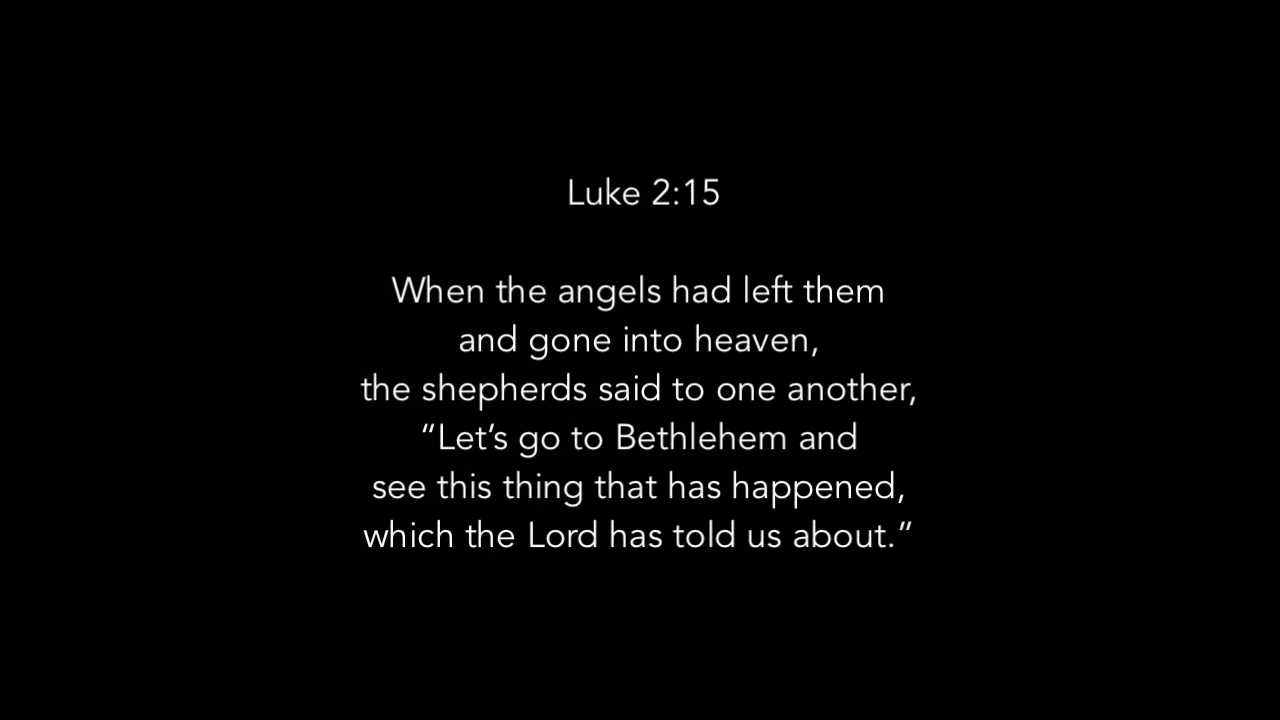 Luke 2:15
When the angels had left them
and gone into heaven,
the shepherds said to one another,
“Let’s go to Bethlehem and
see this thing that has happened,
which the Lord has told us about.”